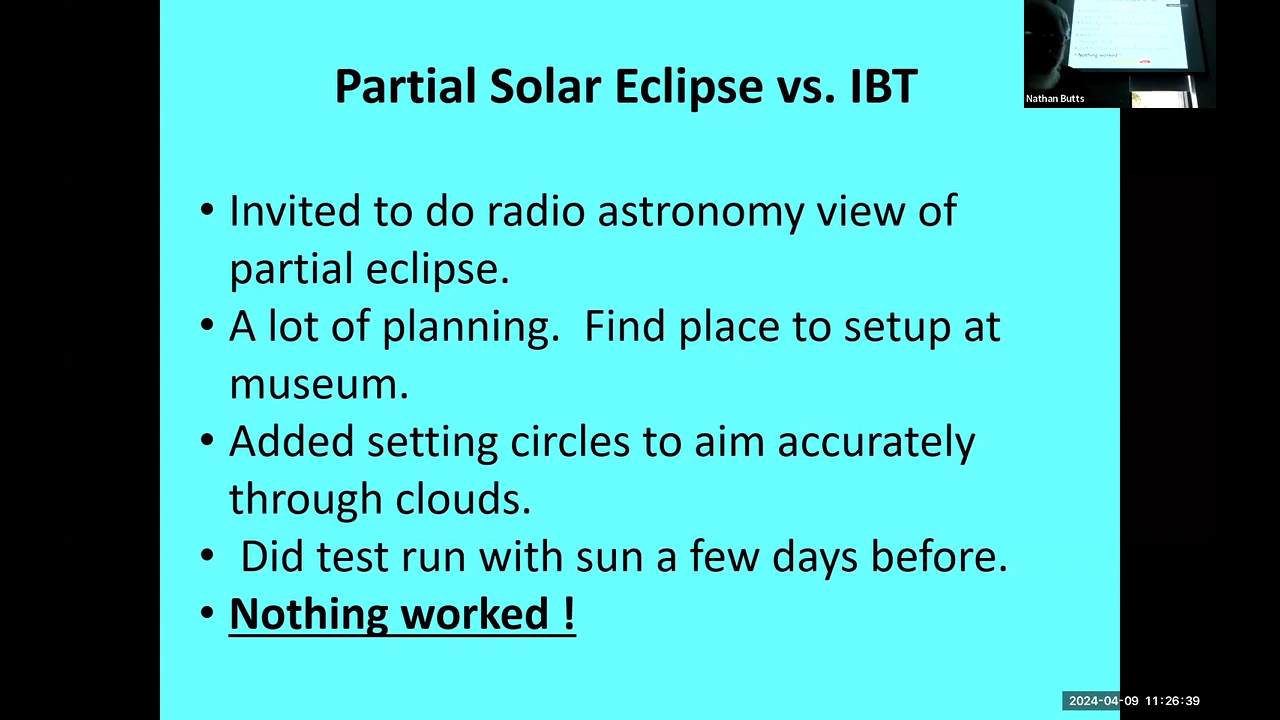 Partial Solar Eclipse vs. IBT
• Invited to do radio astronomy view of
partial eclipse.
• A lot of planning.  Find place to setup at
museum.
• Added setting circles to aim accurately
through clouds.
•  Did test run with sun a few days before.
• Nothing worked !
Nathan Butts
2024-04-09 11:26:39